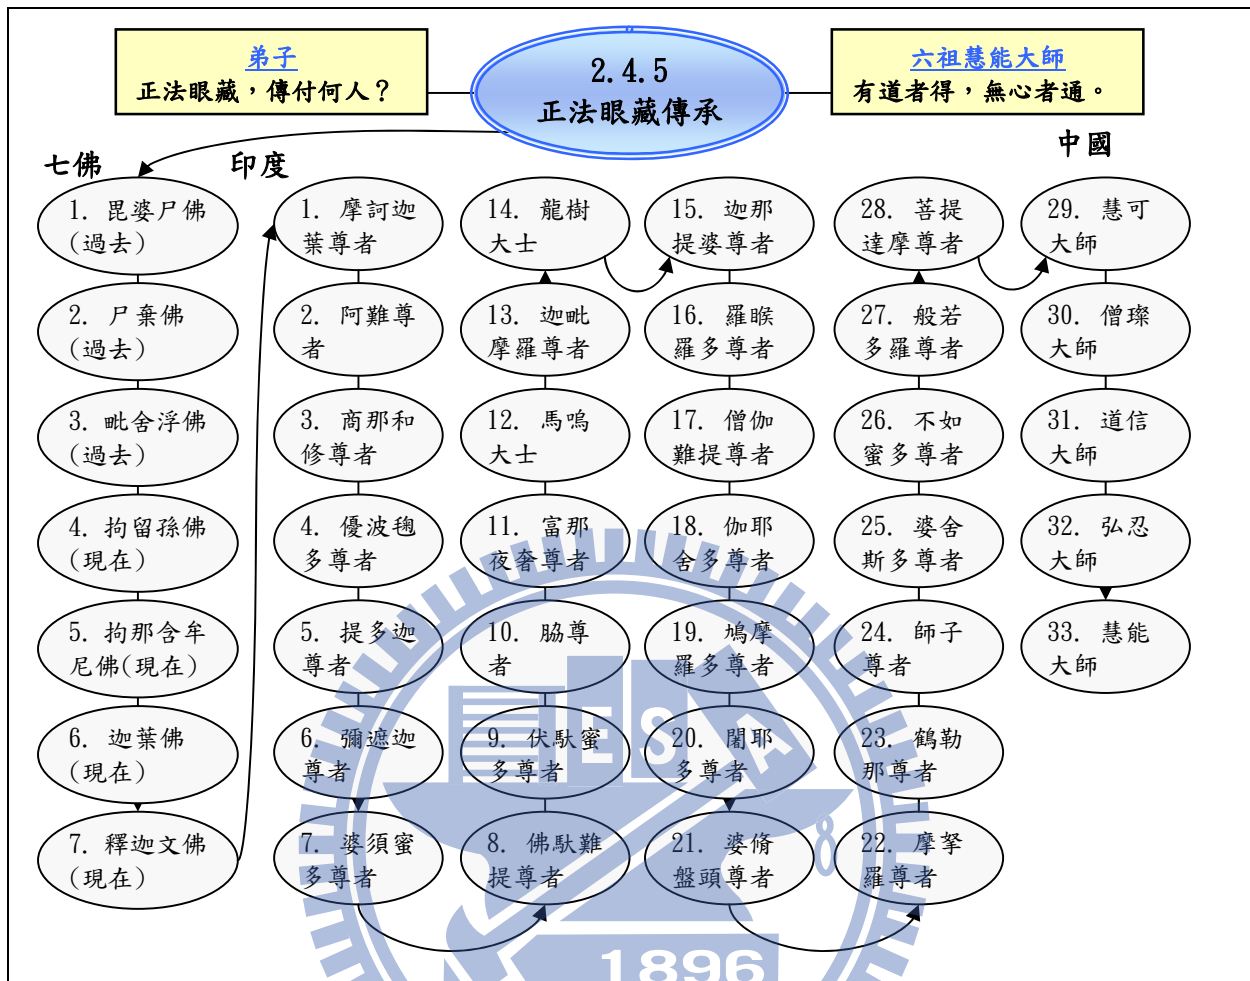 弟子
正法眼藏，傳付何人？
2.4.5
正法眼藏傳承
六祖慧能大師
有道者得，無心者通。
七佛
印度
中國
1. 毘婆尸佛
(過去)
2. 尸棄佛
(過去)
3. 毗舍浮佛
(過去)
4. 拘留孫佛
(現在)
5. 拘那含牟
尼佛(現在)
6. 迦葉佛
(現在)
7. 釋迦文佛
(現在)
1. 摩訶迦
葉尊者
2. 阿難尊
者
3. 商那和
修尊者
4. 優波毱
多尊者
5. 提多迦
尊者
6. 彌遮迦
尊者
7. 婆須蜜
多尊者
8. 佛馱難
提尊者
9. 伏馱蜜
多尊者
10. 脇尊
者
11. 富那
夜奢尊者
12. 馬鳴
大士
13. 迦毗
摩羅尊者
14. 龍樹
大士
15. 迦那
提婆尊者
16. 羅睺
羅多尊者
17. 僧伽
難提尊者
18. 伽耶
舍多尊者
19. 鳩摩
羅多尊者
20. 闍耶
多尊者
21. 婆脩
盤頭尊者
22. 摩拏
羅尊者
23. 鶴勒
那尊者
24. 師子
尊者
25. 婆舍
斯多尊者
26. 不如
蜜多尊者
27. 般若
多羅尊者
28. 菩提
達摩尊者
29. 慧可
大師
30. 僧璨
大師
31. 道信
大師
32. 弘忍
大師
33. 慧能
大師
ESA
8
1896